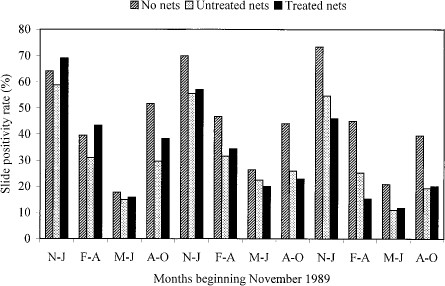 No nets Untreated nets Treated nets
80
70
60
50
40
30
20
10
0
Slide positivity rate (%)
N-J F-A M-J A-O N-J F-A M-J A-O N-J F-A M-J A-O
Months beginning November 1989